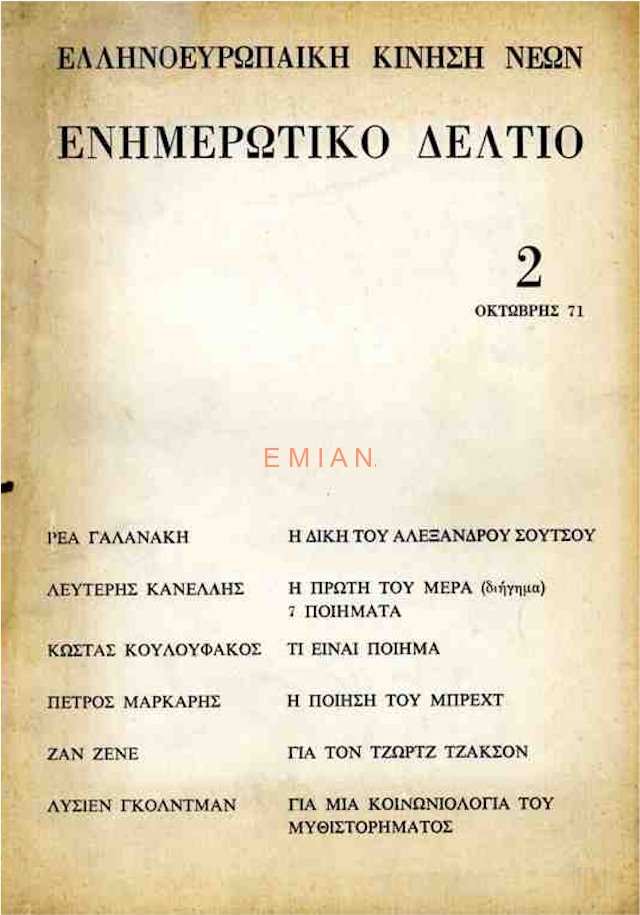 ΕΛΛΗΝΟΕΥΡΩΠΑΙΚΗ ΚΙΝΗΣΗ ΝΕΩΝ
ΕΝΗΜΕΡΩΤΙΚΟ ΔΕΛΤΙΟ
2
ΟΚΤΩΒΡΗΣ 71
EMIAN
ΡΕΑ ΓΑΛΑΝΑΚΗ Η ΔΙΚΗ ΤΟΥ ΑΛΕΞΑΝΔΡΟΥ ΣΟΥΤΣΟΥ
ΛΕΥΤΕΡΗΣ ΚΑΝΕΛΛΗΣ Η ΠΡΩΤΗ ΤΟΥ ΜΕΡΑ (διήγημα)
7 ΠΟΙΗΜΑΤΑ
ΚΩΣΤΑΣ ΚΟΥΛΟΥΦΑΚΟΣ ΤΙ ΕΙΝΑΙ ΠΟΙΗΜΑ
ΠΕΤΡΟΣ ΜΑΡΚΑΡΗΣ Η ΠΟΙΗΣΗ ΤΟΥ ΜΠΡΕΧΤ
ΖΑΝ ΖΕΝΕ ΓΙΑ ΤΟΝ ΤΖΩΡΤΖ ΤΖΑΚΣΟΝ
ΛΥΣΙΕΝ ΓΚΟΛΝΤΜΑΝ ΓΙΑ ΜΙΑ ΚΟΙΝΩΝΙΟΛΟΓΙΑ ΤΟΥ
ΜΥΘΙΣΤΟΡΗΜΑΤΟΣ